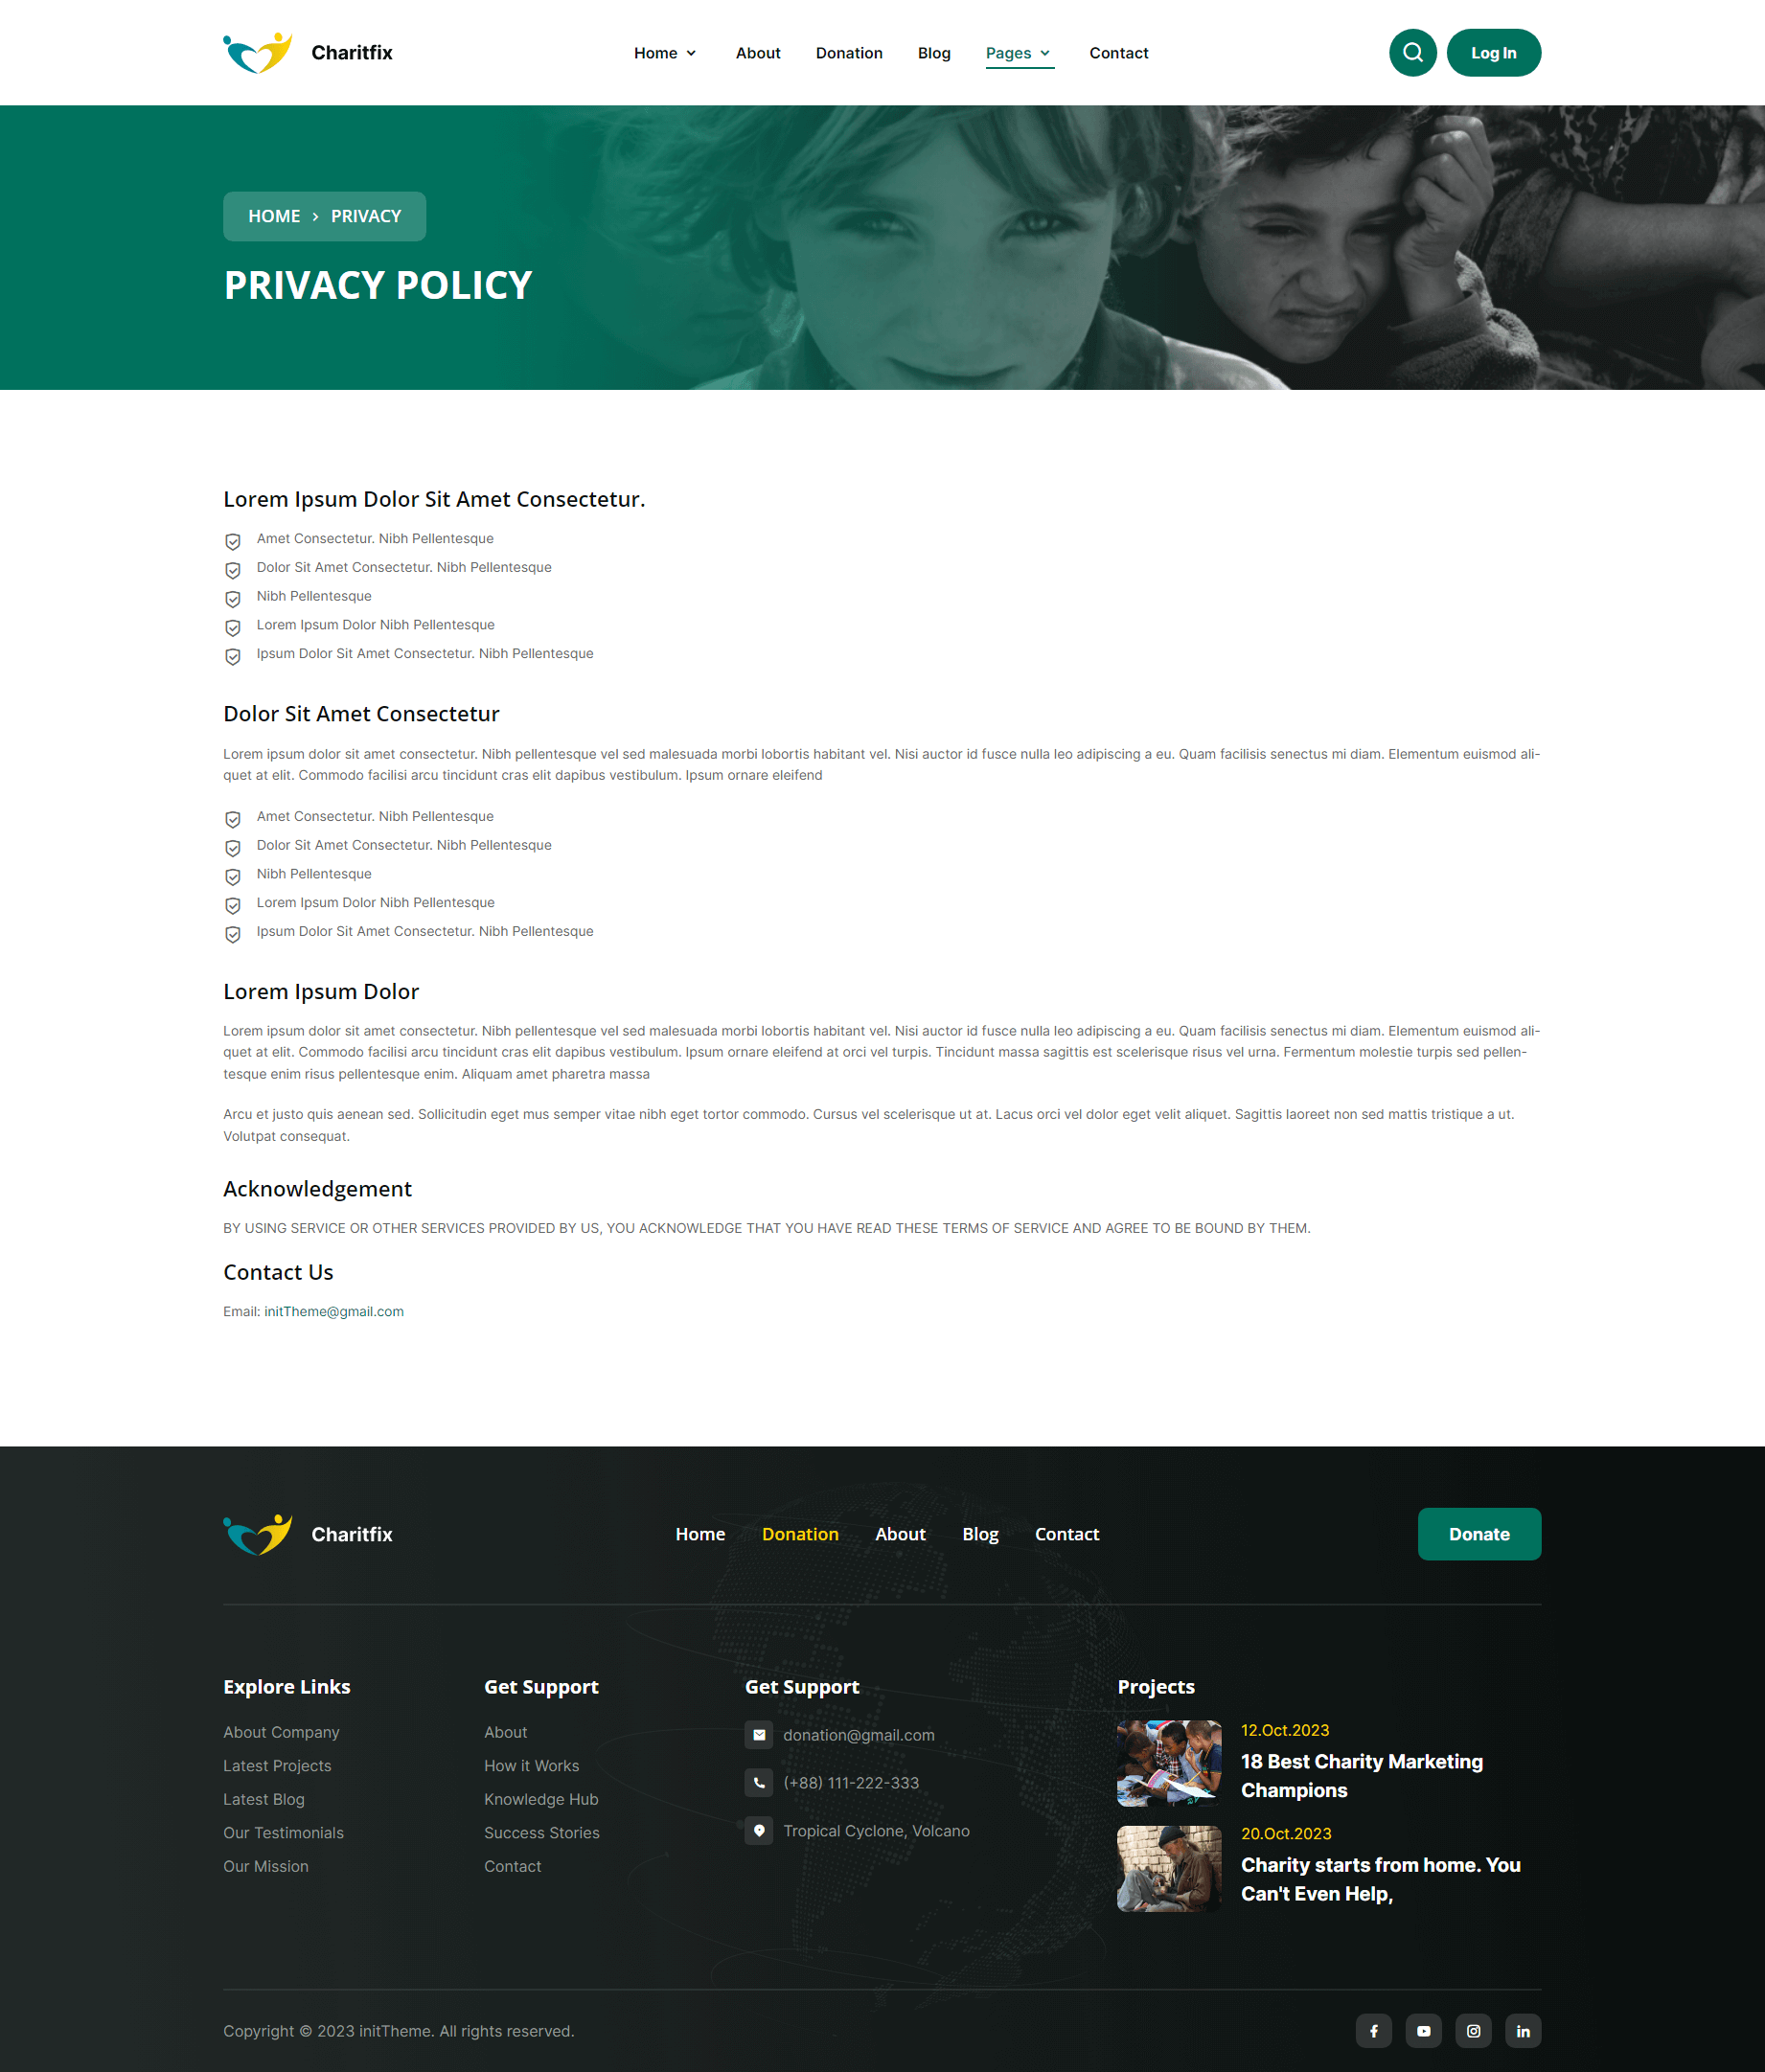 Charitfix
Home
About
Donation
Blog
Pages
Contact
Log In
HOME > PRIVACY
PRIVACY POLICY
Lorem Ipsum Dolor Sit Amet Consectetur.
Amet Consectetur. Nibh Pellentesque
Dolor Sit Amet Consectetur. Nibh Pellentesque
Nibh Pellentesque
Lorem Ipsum Dolor Nibh Pellentesque
Ipsum Dolor Sit Amet Consectetur. Nibh Pellentesque
Dolor Sit Amet Consectetur
Lorem ipsum dolor sit amet consectetur. Nibh pellentesque vel sed malesuada morbi lobortis habitant vel. Nisi auctor id fusce nulla leo adipiscing a eu. Quam facilisis senectus mi diam. Elementum euismod ali-
quet at elit. Commodo facilisi arcu tincidunt cras elit dapibus vestibulum. Ipsum ornare eleifend
Amet Consectetur. Nibh Pellentesque
Dolor Sit Amet Consectetur. Nibh Pellentesque
Nibh Pellentesque
Lorem Ipsum Dolor Nibh Pellentesque
Ipsum Dolor Sit Amet Consectetur. Nibh Pellentesque
Lorem Ipsum Dolor
Lorem ipsum dolor sit amet consectetur. Nibh pellentesque vel sed malesuada morbi lobortis habitant vel. Nisi auctor id fusce nulla leo adipiscing a eu. Quam facilisis senectus mi diam. Elementum euismod ali-
quet at elit. Commodo facilisi arcu tincidunt cras elit dapibus vestibulum. Ipsum ornare eleifend at orci vel turpis. Tincidunt massa sagittis est scelerisque risus vel urna. Fermentum molestie turpis sed pellen-
tesque enim risus pellentesque enim. Aliquam amet pharetra massa
Arcu et justo quis aenean sed. Sollicitudin eget mus semper vitae nibh eget tortor commodo. Cursus vel scelerisque ut at. Lacus orci vel dolor eget velit aliquet. Sagittis laoreet non sed mattis tristique a ut.
Volutpat consequat.
Acknowledgement
BY USING SERVICE OR OTHER SERVICES PROVIDED BY US, YOU ACKNOWLEDGE THAT YOU HAVE READ THESE TERMS OF SERVICE AND AGREE TO BE BOUND BY THEM.
Contact Us
Email: initTheme@gmail.com
Charitfix
Home
Donation
About
Blog
Contact
Donate
Explore Links
About Company
Latest Projects
Latest Blog
Our Testimonials
Our Mission
Get Support
About
How it Works
Knowledge Hub
Success Stories
Contact
Get Support
donation@gmail.com
(+88) 111-222-333
Tropical Cyclone, Volcano
Projects
12.Oct.2023
18 Best Charity Marketing
Champions
20.Oct.2023
Charity starts from home. You
Can't Even Help,
Copyright © 2023 initTheme. All rights reserved.